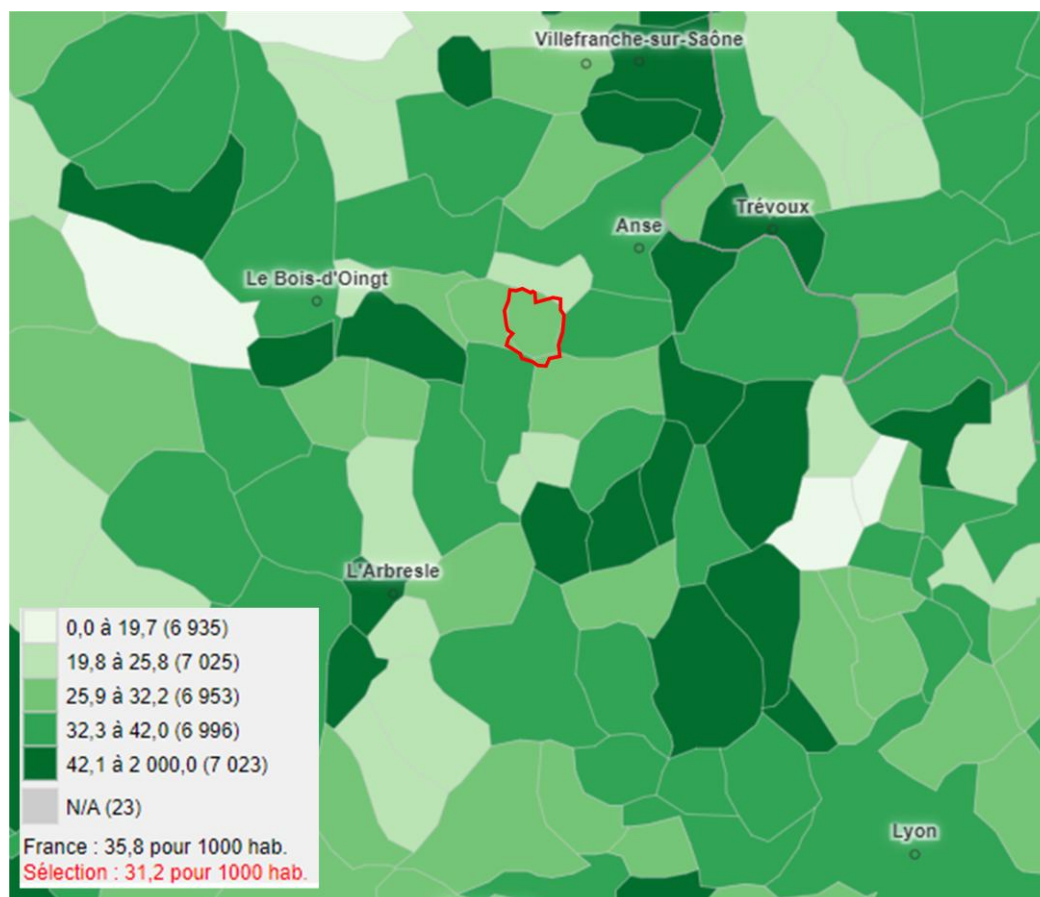 Villefranche-sur-Saône
Trévoux
Anse
Le Bois-d'Oingt
L'Arbresle
Lyon
0,0 à 19,7 (6 935)
19,8 à 25,8 (7 025)
25,9 à 32,2 (6 953)
32,3 à 42,0 (6 996)
42,1 à 2 000,0 (7 023)
N/A (23)
France : 35,8 pour 1000 hab.
Sélection : 31,2 pour 1000 hab.